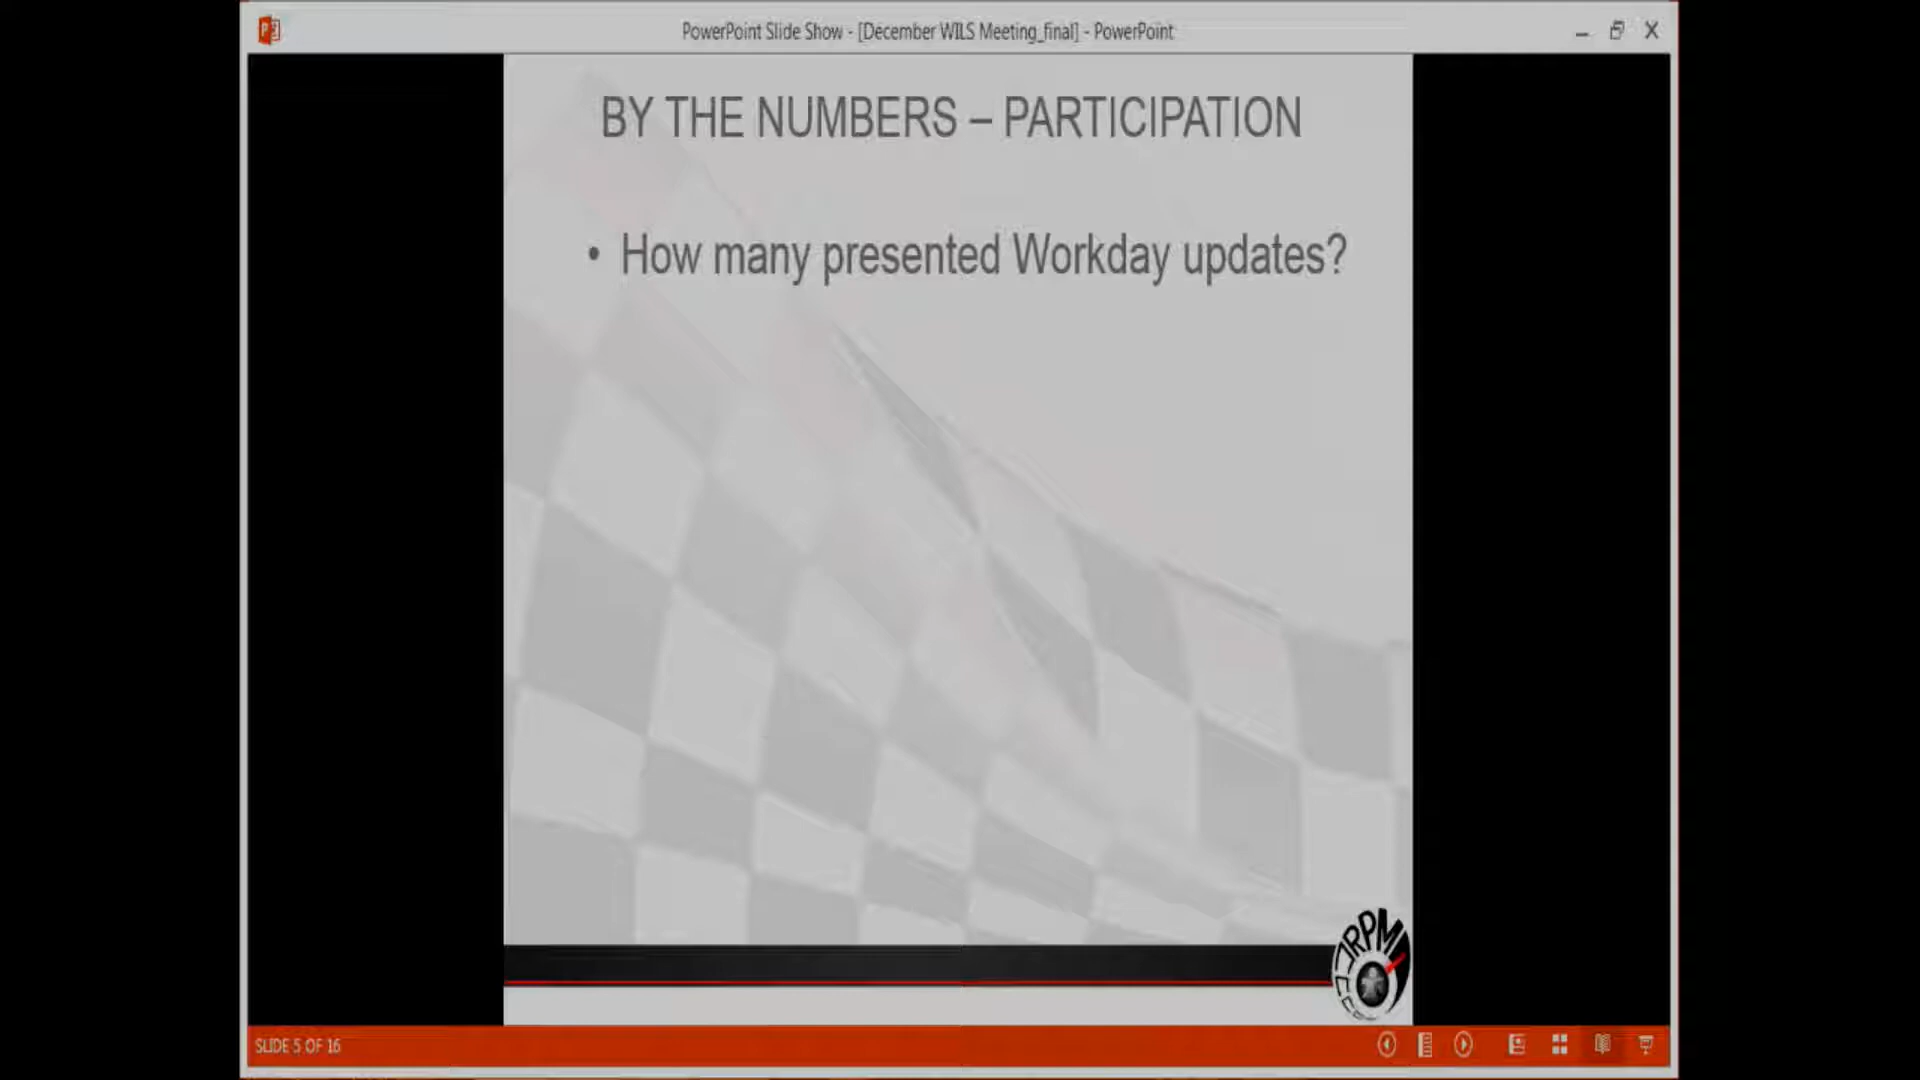 PowerPoint Slide Show - [December WILS Meeting_final] - PowerPoint
BY THE NUMBERS – PARTICIPATION
• How many presented Workday updates?
RPM
SLIDE 5 OF 16